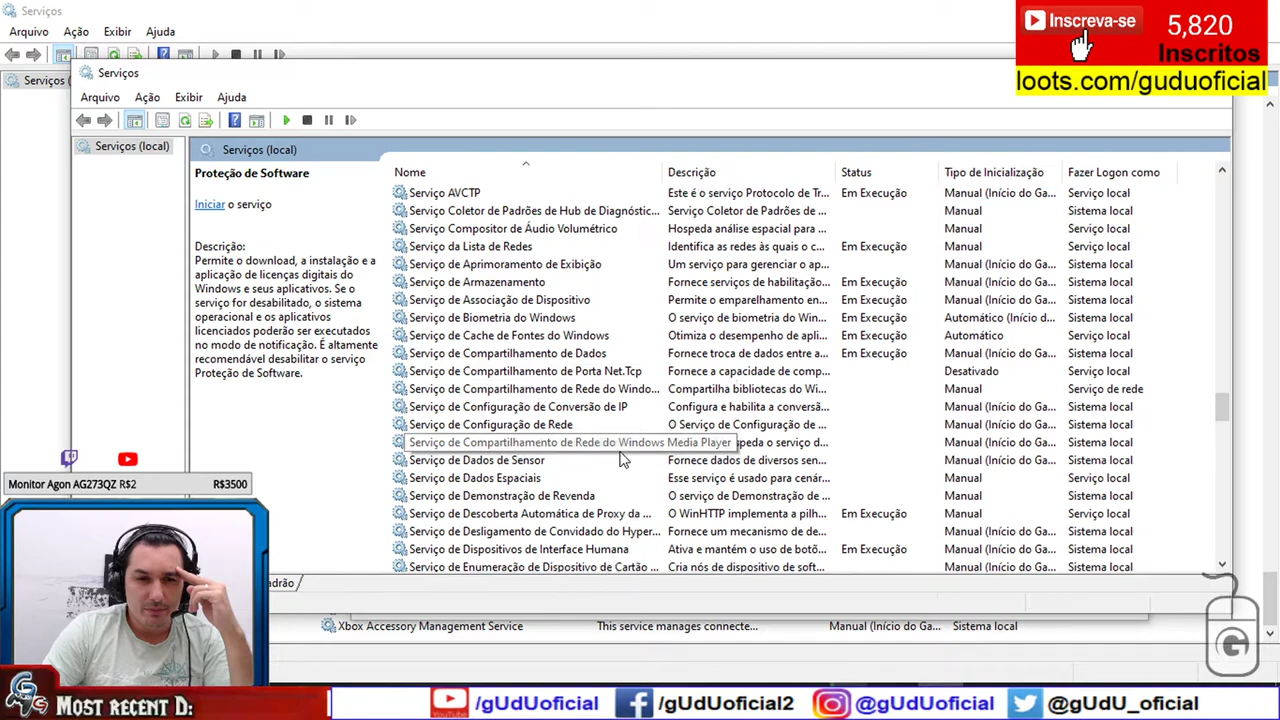 Serviços
Arquivo Ação Exibir Ajuda
Inscreva-se
5,820
Inscritos
loots.com/guduoficial
Serviços (
Serviços
Arquivo Ação Exibir Ajuda
Serviços (local)
Serviços (local)
Proteção de Software
Iniciar o serviço
Descrição:
Permite o download, a instalação e a
aplicação de licenças digitais do
Windows e seus aplicativos. Se o
serviço for desabilitado, o sistema
operacional e os aplicativos
licenciados poderão ser executados
no modo de notificação. É altamente
recomendável desabilitar o serviço
Proteção de Software.
Nome Descrição Status Tipo de Inicialização Fazer Logon como
Serviço AVCTP Este é o serviço Protocolo de Tr... Em Execução Manual (Início do Ga... Serviço local
Serviço Coletor de Padrões de Hub de Diagnóstic... Serviço Coletor de Padrões de ... Manual Sistema local
Serviço Compositor de Áudio Volumétrico Hospeda análise espacial para ... Manual Serviço local
Serviço da Lista de Redes Identifica as redes às quais o c... Em Execução Manual Serviço local
Serviço de Aprimoramento de Exibição Um serviço para gerenciar o ap... Manual (Início do Ga... Sistema local
Serviço de Armazenamento Fornece serviços de habilitação... Em Execução Manual (Início do Ga... Sistema local
Serviço de Associação de Dispositivo Permite o emparelhamento en... Em Execução Manual (Início do Ga... Sistema local
Serviço de Biometria do Windows O serviço de biometria do Win... Em Execução Automático (Início d... Sistema local
Serviço de Cache de Fontes do Windows Otimiza o desempenho de apli... Em Execução Automático Serviço local
Serviço de Compartilhamento de Dados Fornece troca de dados entre a... Em Execução Manual (Início do Ga... Sistema local
Serviço de Compartilhamento de Porta Net.Tcp Fornece a capacidade de comp... Desativado Serviço local
Serviço de Compartilhamento de Rede do Windo... Compartilha bibliotecas do Wi... Manual Serviço de rede
Serviço de Configuração de Conversão de IP Configura e habilita a conversã... Manual (Início do Ga... Sistema local
Serviço de Configuração de Rede O Serviço de Configuração de ... Manual (Início do Ga... Sistema local
Serviço de Compartilhamento de Rede do Windows Media Player speda o serviço d... Manual (Início do Ga... Sistema local
Serviço de Dados de Sensor Fornece dados de diversos sen... Manual (Início do Ga... Sistema local
Serviço de Dados Espaciais Esse serviço é usado para cenár... Manual Serviço local
Serviço de Demonstração de Revenda O serviço de Demonstração de ... Manual Sistema local
Serviço de Descoberta Automática de Proxy da ... O WinHTTP implementa a pilh... Em Execução Manual Serviço local
Serviço de Desligamento de Convidado do Hyper... Fornece um mecanismo de de... Manual (Início do Ga... Sistema local
Serviço de Dispositivos de Interface Humana Ativa e mantém o uso de botõ... Em Execução Manual (Início do Ga... Sistema local
Serviço de Enumeração de Dispositivo de Cartão ... Cria nós de dispositivo de soft... Manual (Início do Ga... Sistema local
adrão
Xbox Accessory Management Service This service manages connecte... Manual (Início do Ga... Sistema local
Monitor Agon AG273QZ R$2 R$3500
G
MOST RECENT D:
/gUdUoficial
/gUdUoficial2
@gUdUoficial
@gUdU_oficial